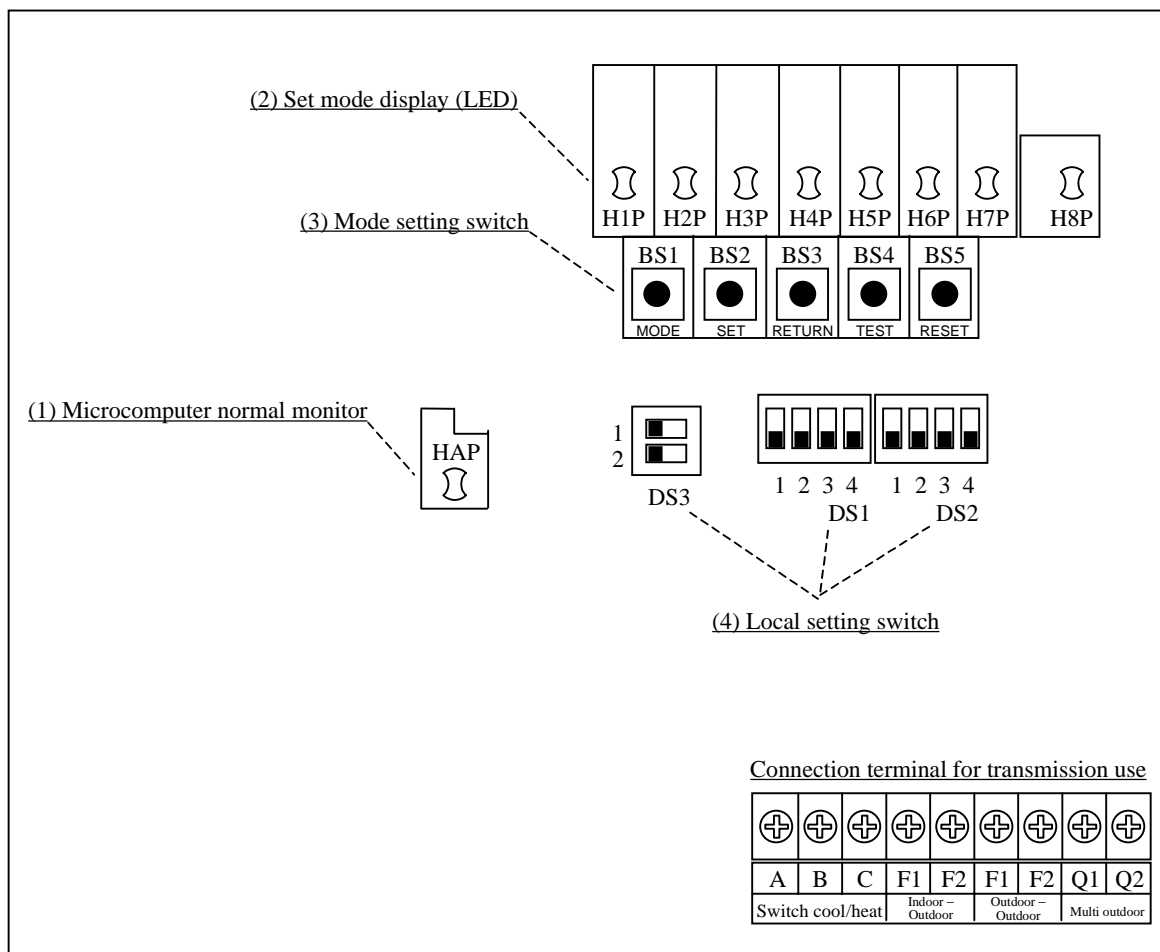 (2) Set mode display (LED)
H1P H2P H3P H4P H5P H6P H7P H8P
(3) Mode setting switch
BS1 BS2 BS3 BS4 BS5
MODE SET RETURN TEST RESET
(1) Microcomputer normal monitor
HAP
1
2
DS3
1 2 3 4 1 2 3 4
DS1 DS2
(4) Local setting switch
Connection terminal for transmission use
A B C F1 F2 F1 F2 Q1 Q2
Switch cool/heat
Indoor –
Outdoor
Outdoor –
Outdoor
Multi outdoor